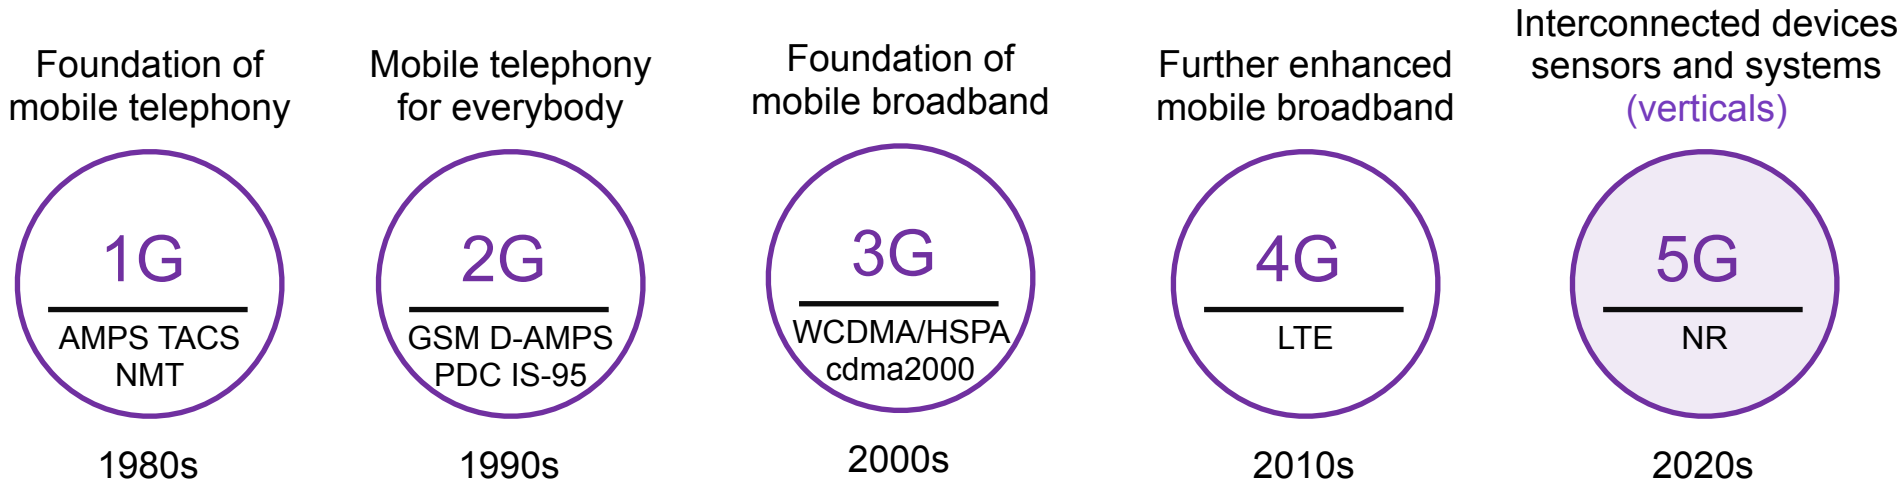 Foundation of
mobile telephony
1G
AMPS TACS
NMT
1980s
Mobile telephony
for everybody
2G
GSM D-AMPS
PDC IS-95
1990s
Foundation of
mobile broadband
3G
WCDMA/HSPA
cdma2000
2000s
Further enhanced
mobile broadband
4G
LTE
2010s
Interconnected devices
sensors and systems
(verticals)
5G
NR
2020s